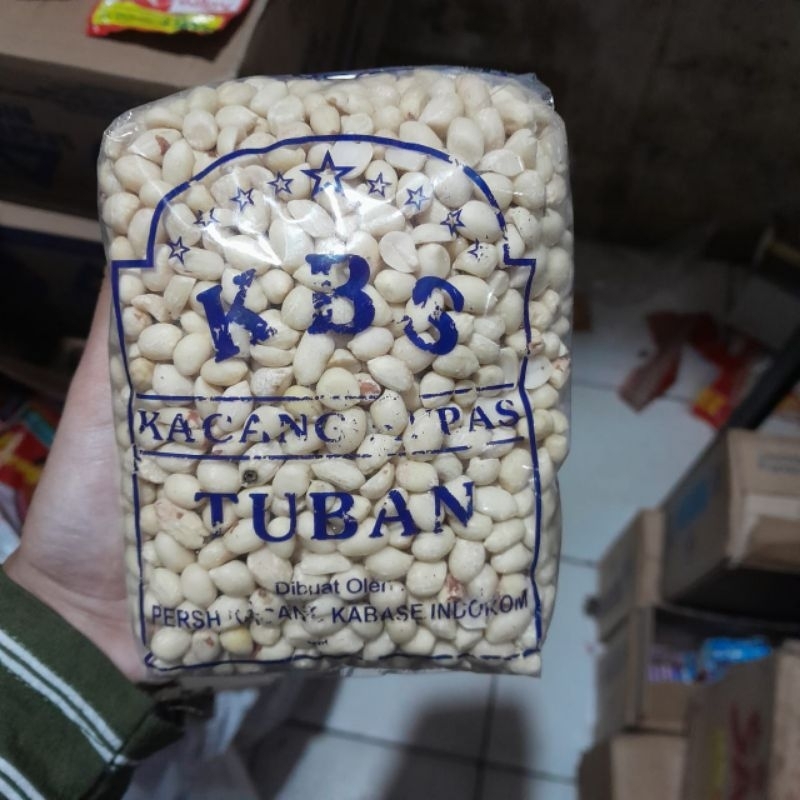 KBS
KACANG KUPAS
TUBAN
Dibuat Oleh :
PERSH KACANG KABASE INDOKOM